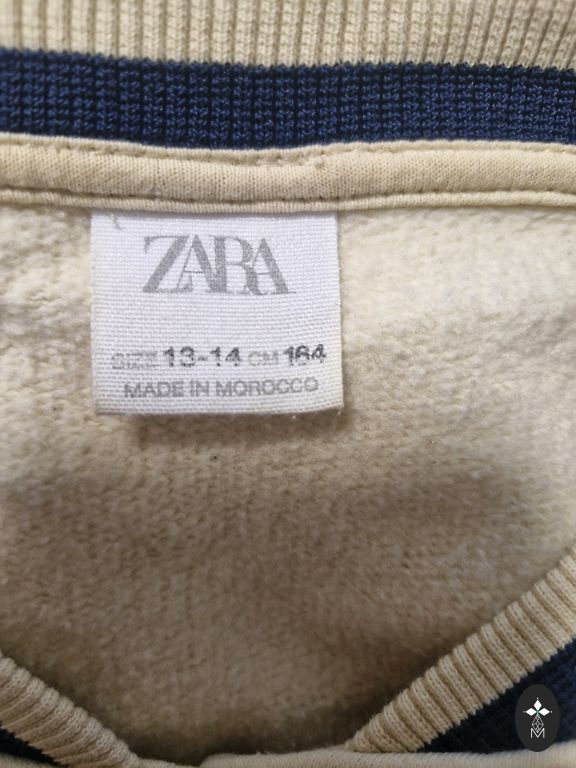 ZARA
SIZE 13-14 CM 164
MADE IN MOROCCO
M